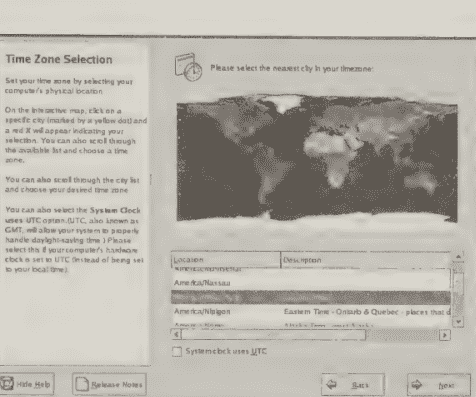 Time Zone Selection
Set your time zone by selecting your
computer's physical location
On the interactive map, click on a
specific city (marked by a yellow dot) and
a red X will appear indicating your
selection. You can also scroll through
the available list and choose a time
zone.
You can also scroll through the city list
and choose your desired time zone
You can also select the System Clock
uses UTC option (UTC, also known as
GMT, will allow your system to properly
handle daylight-saving time.) Please
select this if your computer's hardware
clock is set to UTC (instead of being set
to your local time).
Please select the nearest city in your timezone:
Location Description
America/Montserrat
America/Nassau
America/Nipigon Eastern Time - Ontario & Quebec - places that d
System clock uses UTC
Hide Help Release Notes Back Next